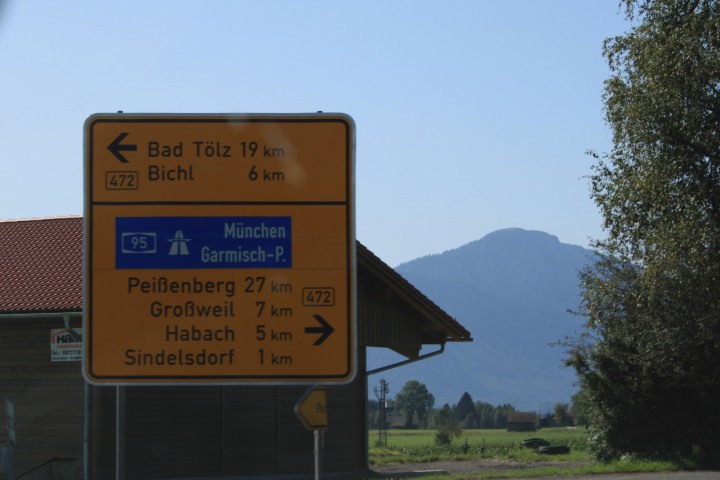 Bad Tölz 19 km
472 Bichl 6 km
95 München
Garmisch-P.
Peißenberg 27 km
Großweil 7 km 472
Habach 5 km
Sindelsdorf 1 km